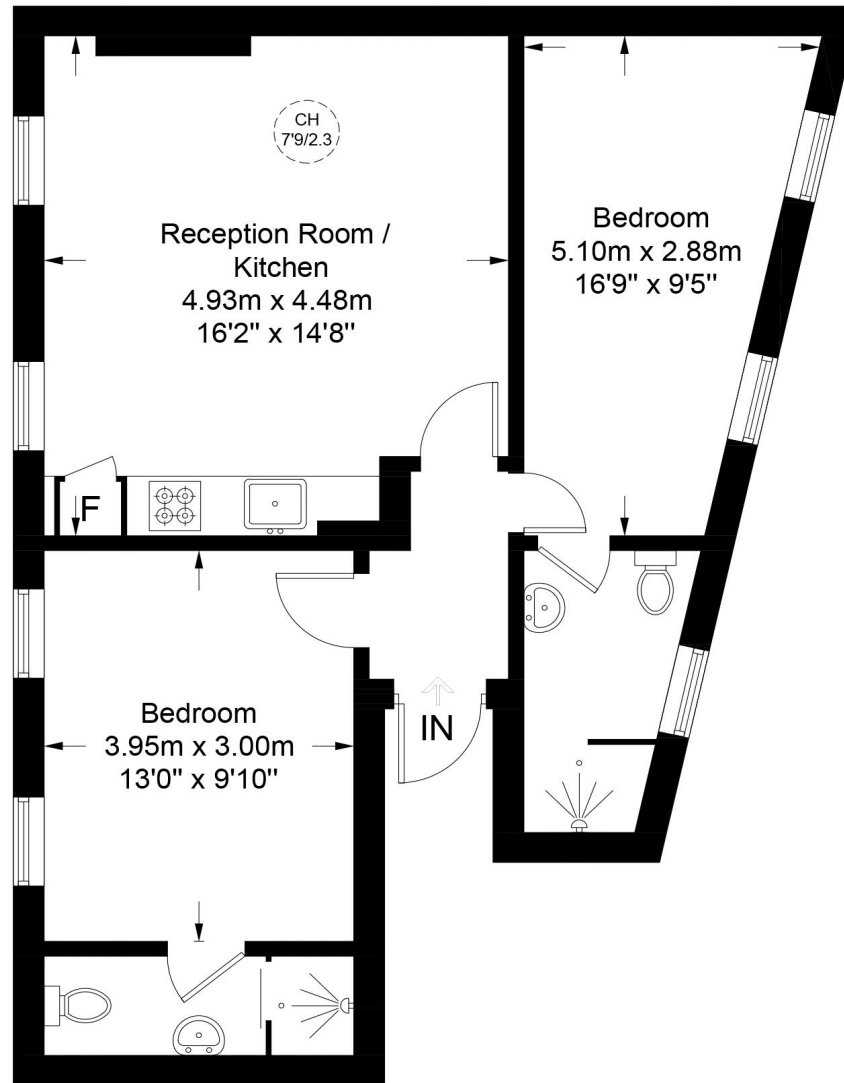 CH
7'9/2.3
Reception Room /
Kitchen
4.93m x 4.48m
16'2" x 14'8"
Bedroom
5.10m x 2.88m
16'9" x 9'5"
F
Bedroom
3.95m x 3.00m
13'0" x 9'10"
IN